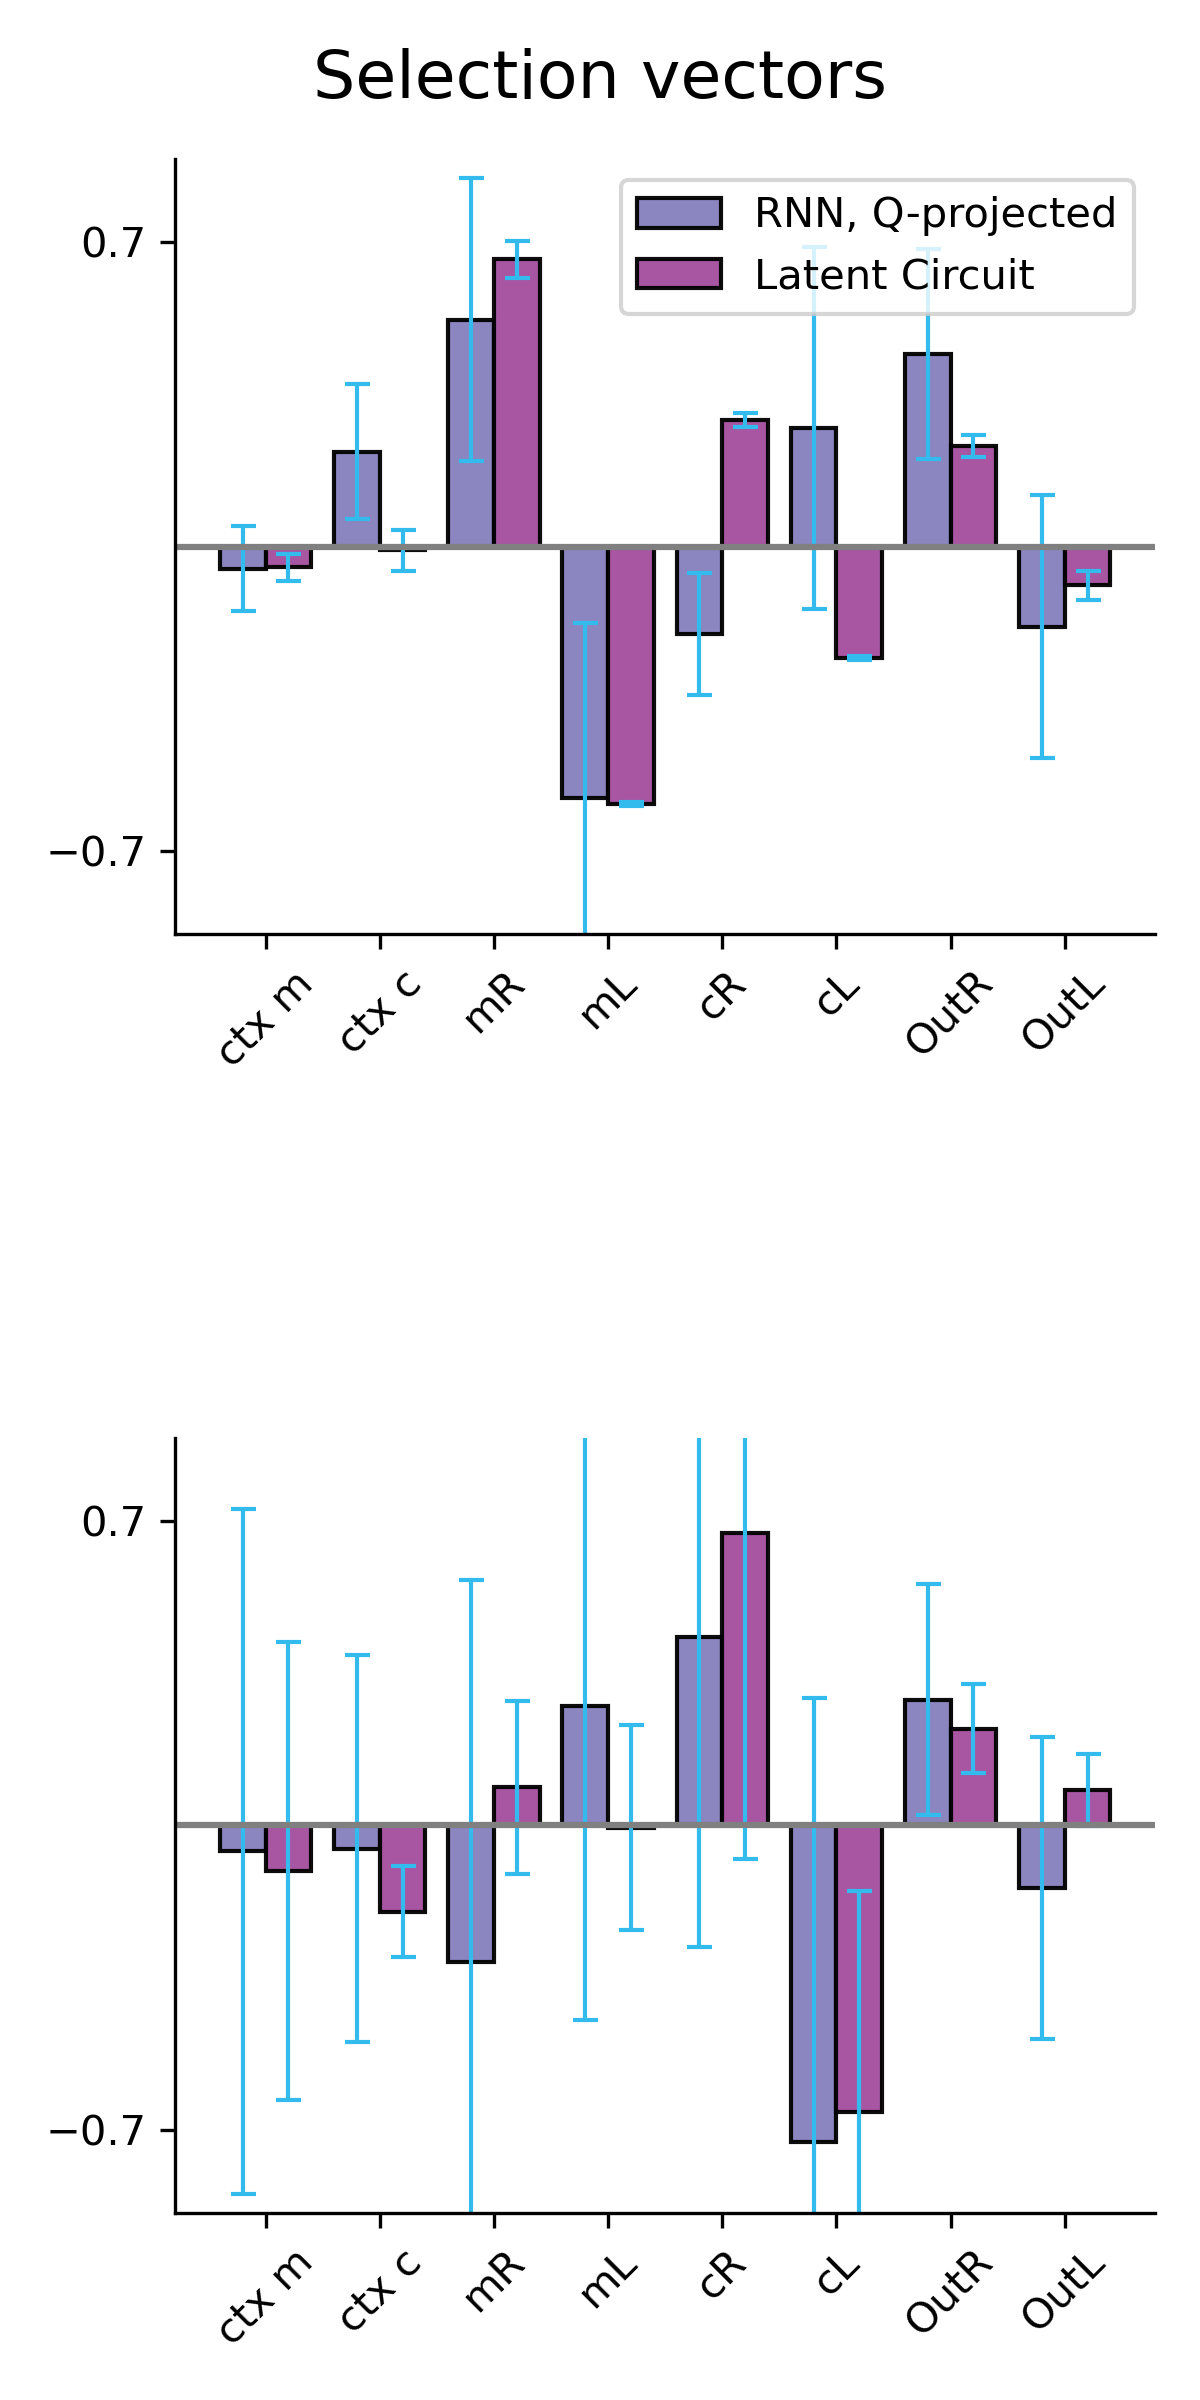 Selection vectors
RNN, Q-projected
Latent Circuit
0.7
−0.7
ctx m
ctx c
mR
mL
cR
cL
OutR
OutL
0.7
−0.7
ctx m
ctx c
mR
mL
cR
cL
OutR
OutL